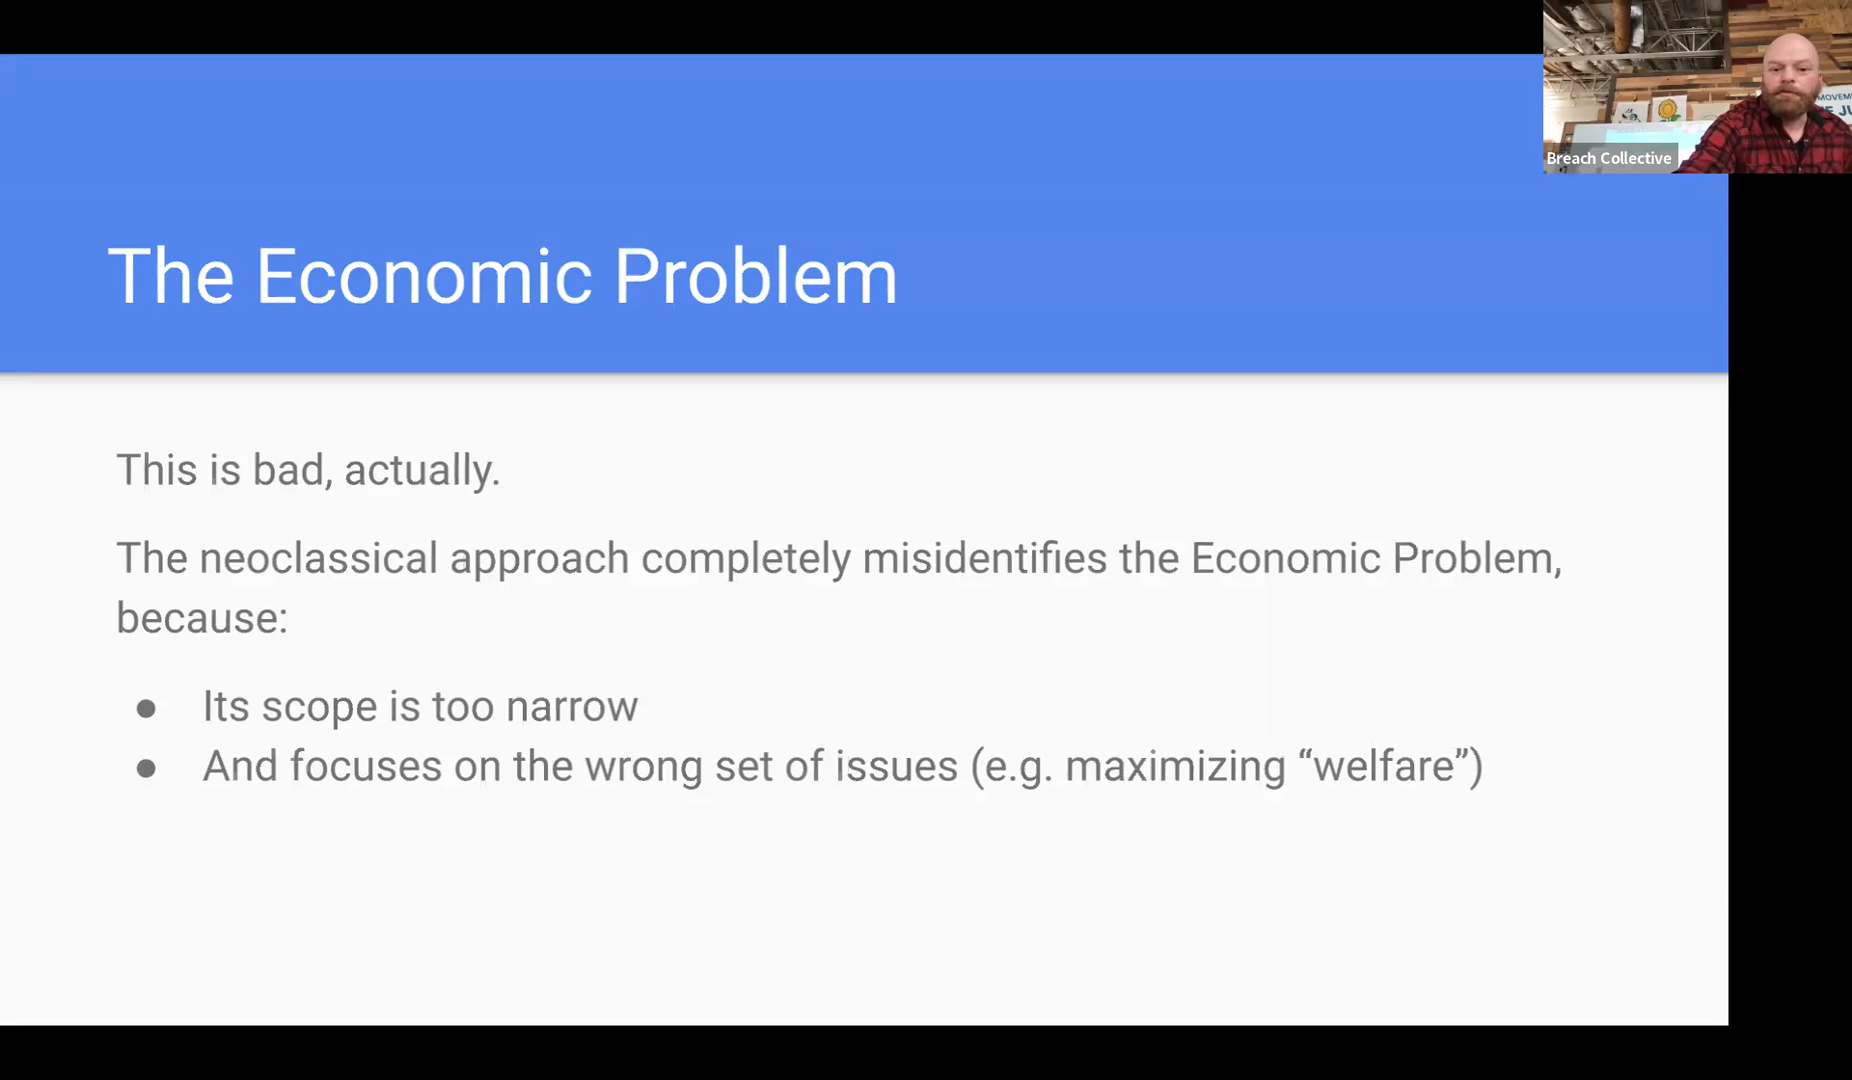 The Economic Problem
This is bad, actually.
The neoclassical approach completely misidentifies the Economic Problem,
because:
● Its scope is too narrow
● And focuses on the wrong set of issues (e.g. maximizing “welfare”)
Breach Collective